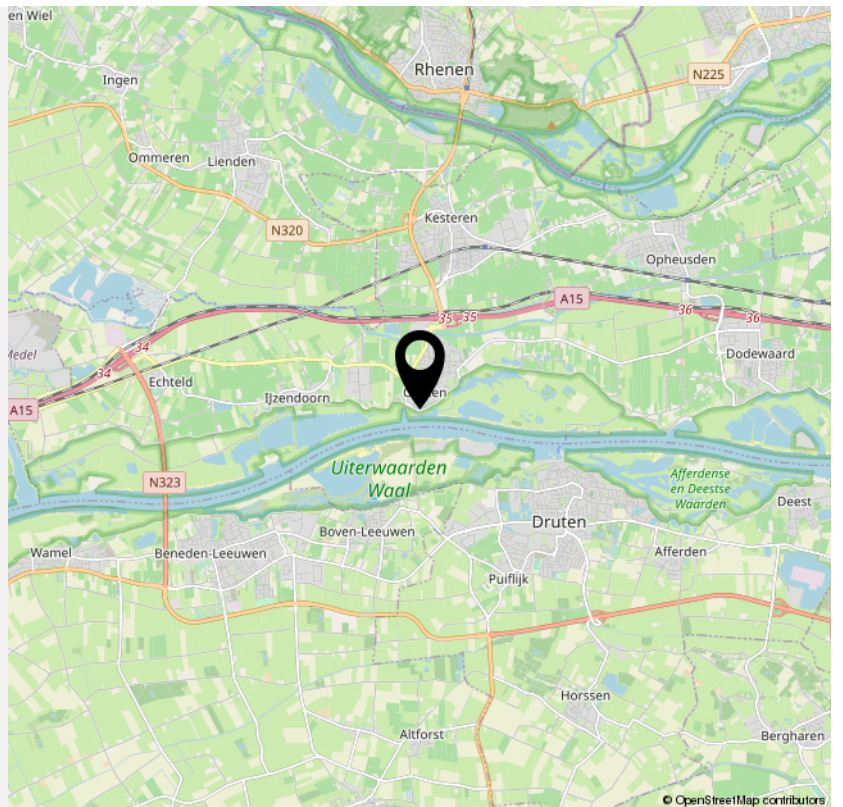 en Wiel
Ingen
Rhenen
N225
Ommeren
Lienden
Kesteren
N320
Opheusden
A15
35 35
36
36
Medel
34
34
Dodewaard
Echteld
IJzendoorn
en
A15
Uiterwaarden
Waal
N323
Afferdense
en Deestse
Waarden
Deest
Druten
Boven-Leeuwen
Wamel
Beneden-Leeuwen
Afferden
Puiflijk
Horssen
Altforst
Bergharen
© OpenStreetMap contributors